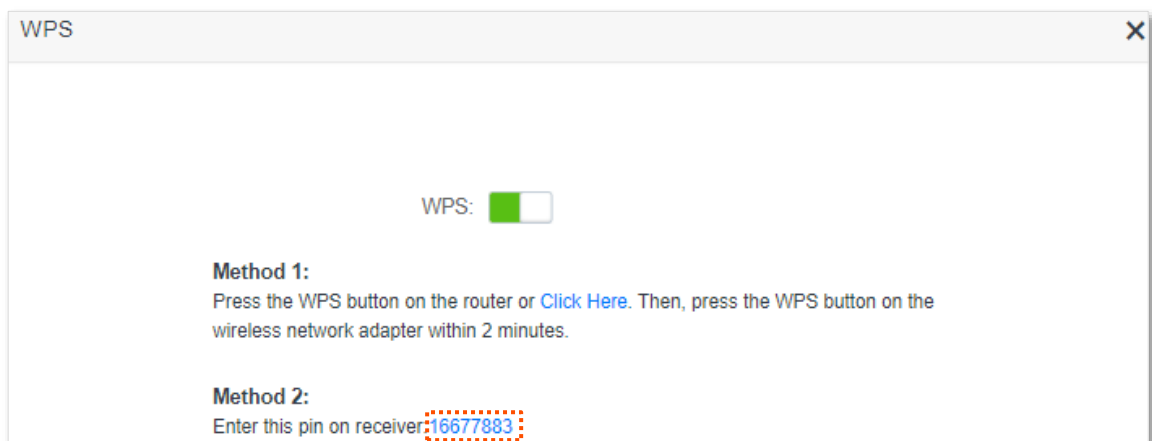 WPS
WPS:
Method 1:
Press the WPS button on the router or Click Here. Then, press the WPS button on the
wireless network adapter within 2 minutes.
Method 2:
Enter this pin on receiver:16677883